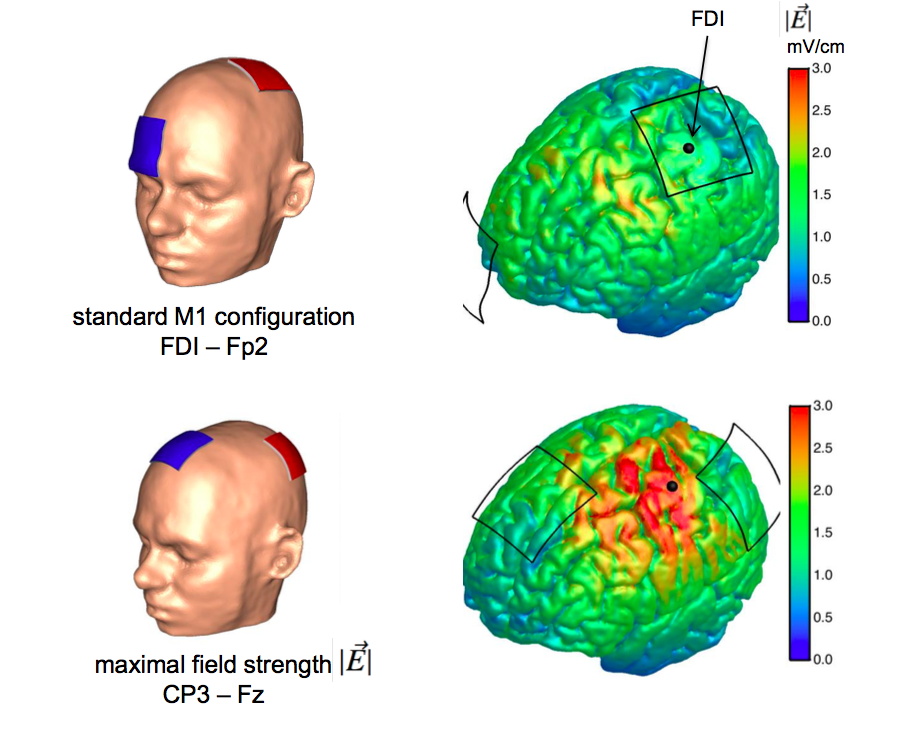 FDI
|E⃗|
mV/cm
3.0
2.5
2.0
1.5
1.0
0.5
0.0
standard M1 configuration
FDI – Fp2
3.0
2.5
2.0
1.5
1.0
0.5
0.0
maximal field strength |E⃗|
CP3 – Fz